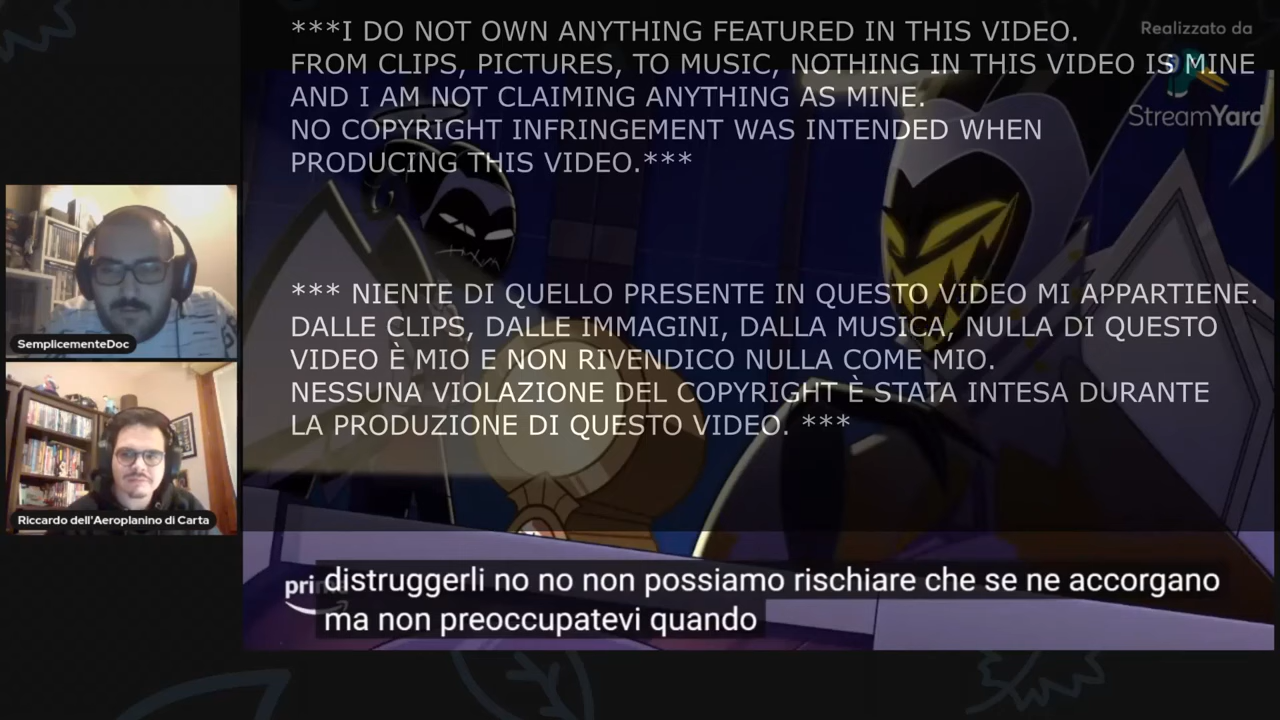 ***I DO NOT OWN ANYTHING FEATURED IN THIS VIDEO.
FROM CLIPS, PICTURES, TO MUSIC, NOTHING IN THIS VIDEO IS MINE
AND I AM NOT CLAIMING ANYTHING AS MINE.
NO COPYRIGHT INFRINGEMENT WAS INTENDED WHEN
PRODUCING THIS VIDEO.***
Realizzato da
StreamYard
*** NIENTE DI QUELLO PRESENTE IN QUESTO VIDEO MI APPARTIENE.
DALLE CLIPS, DALLE IMMAGINI, DALLA MUSICA, NULLA DI QUESTO
VIDEO È MIO E NON RIVENDICO NULLA COME MIO.
NESSUNA VIOLAZIONE DEL COPYRIGHT È STATA INTESA DURANTE
LA PRODUZIONE DI QUESTO VIDEO. ***
SemplicementeDoc
Riccardo dell'Aeroplanino di Carta
distruggerli no no non possiamo rischiare che se ne accorgano
ma non preoccupatevi quando